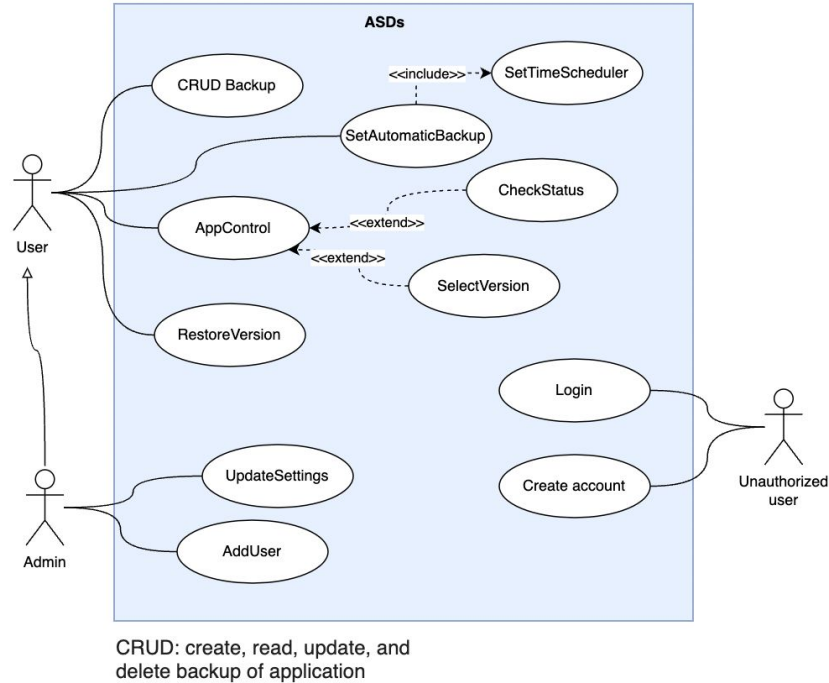 ASDs
CRUD Backup
<<include>>
SetTimeScheduler
SetAutomaticBackup
CheckStatus
User
AppControl
<<extend>>
<<extend>>
SelectVersion
RestoreVersion
Login
UpdateSettings
Create account
Unauthorized
user
Admin
AddUser
CRUD: create, read, update, and
delete backup of application